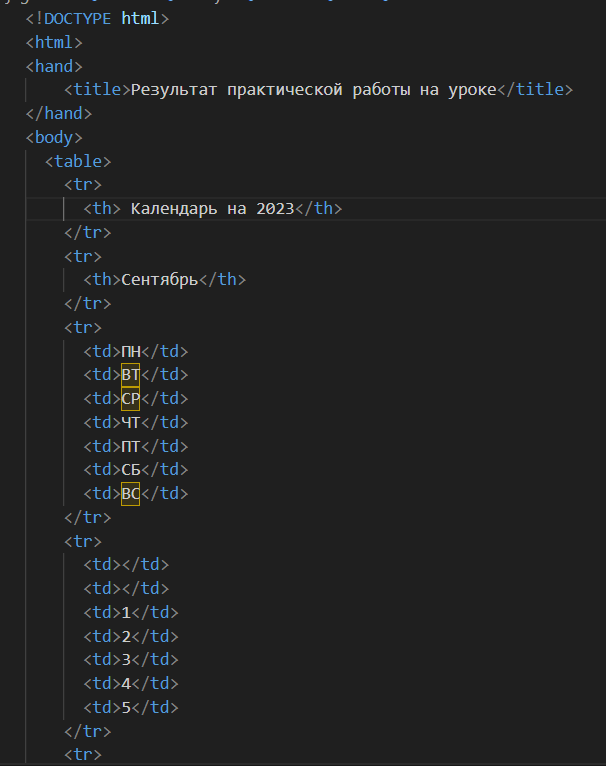 <!DOCTYPE html>
<html>
<hand>
<title>Результат практической работы на уроке</title>
</hand>
<body>
<table>
<tr>
<th> Календарь на 2023</th>
</tr>
<tr>
<th>Сентябрь</th>
</tr>
<tr>
<td>ПН</td>
<td>ВТ</td>
<td>СР</td>
<td>ЧТ</td>
<td>ПТ</td>
<td>СБ</td>
<td>ВС</td>
</tr>
<tr>
<td></td>
<td></td>
<td>1</td>
<td>2</td>
<td>3</td>
<td>4</td>
<td>5</td>
</tr>
<tr>